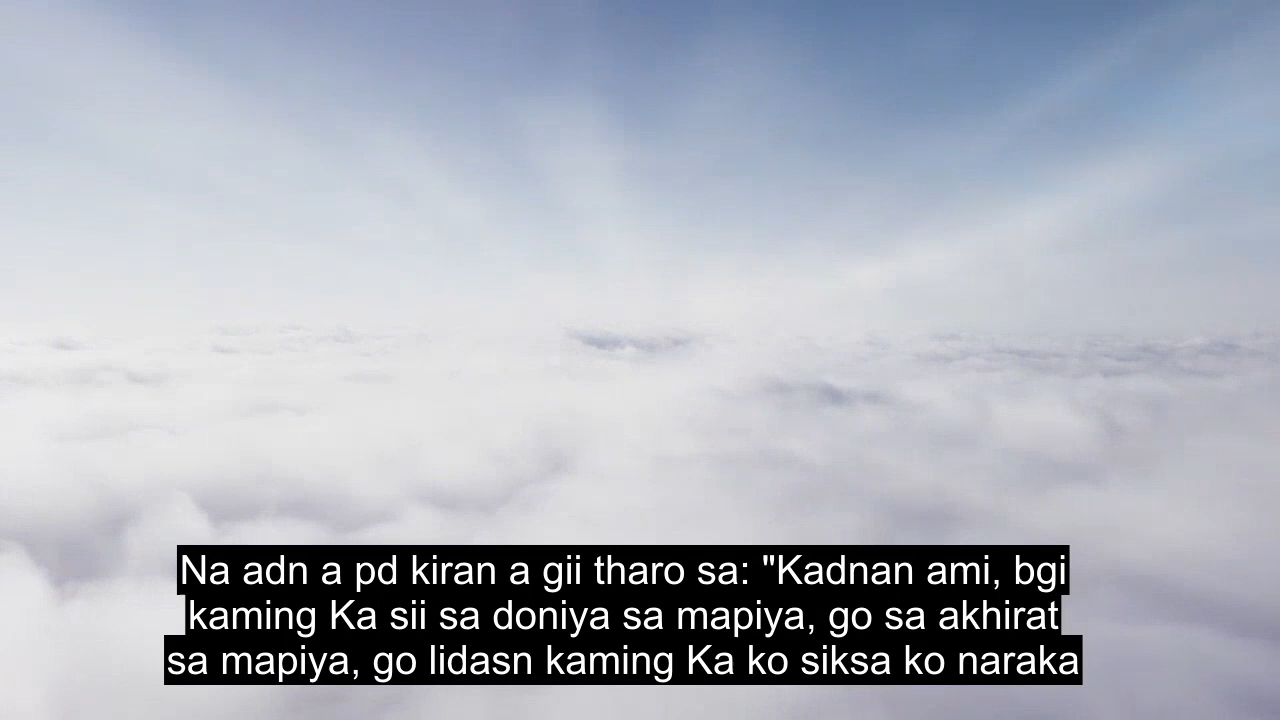 Na adn a pd kiran a gii tharo sa: "Kadnan ami, bgi
kaming Ka sii sa doniya sa mapiya, go sa akhirat
sa mapiya, go lidasn kaming Ka ko siksa ko naraka